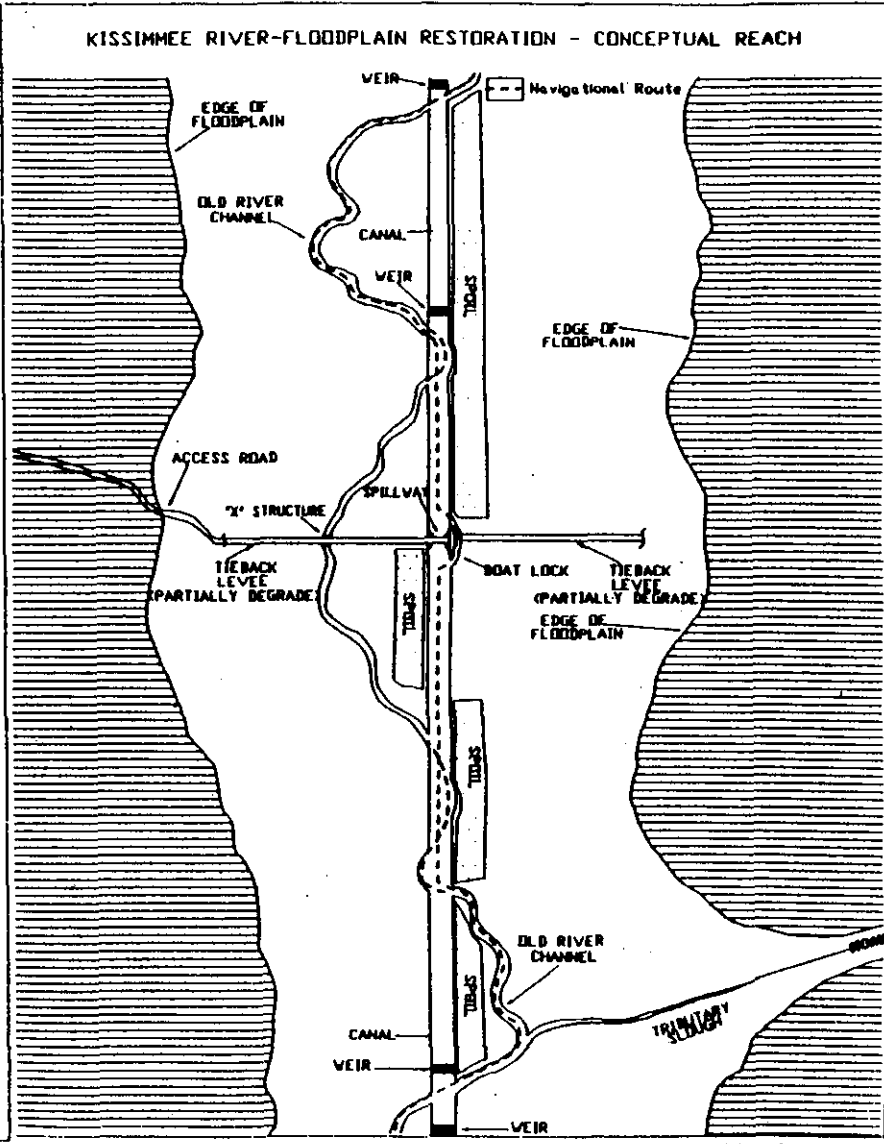 KISSIMMEE RIVER-FLOODPLAIN RESTORATION - CONCEPTUAL REACH
WEIR
Navigational Route
EDGE OF
FLOODPLAIN
OLD RIVER
CHANNEL
CANAL
WEIR
SPOIL
EDGE OF
FLOODPLAIN
ACCESS ROAD
"X" STRUCTURE
SPILLWAY
TIEBACK
LEVEE
(PARTIALLY DEGRADE)
BOAT LOCK
TIEBACK
LEVEE
(PARTIALLY DEGRADE)
SPOIL
EDGE OF
FLOODPLAIN
SPOIL
OLD RIVER
CHANNEL
SPOIL
TRIBUTARY
SLOUGH
CANAL
WEIR
WEIR